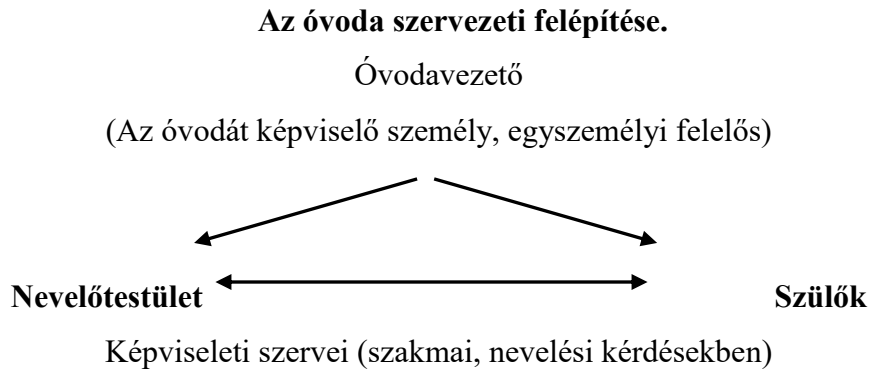 Az óvoda szervezeti felépítése.
Óvodavezető
(Az óvodát képviselő személy, egyszemélyi felelős)
Nevelőtestület Szülők
Képviseleti szervei (szakmai, nevelési kérdésekben)